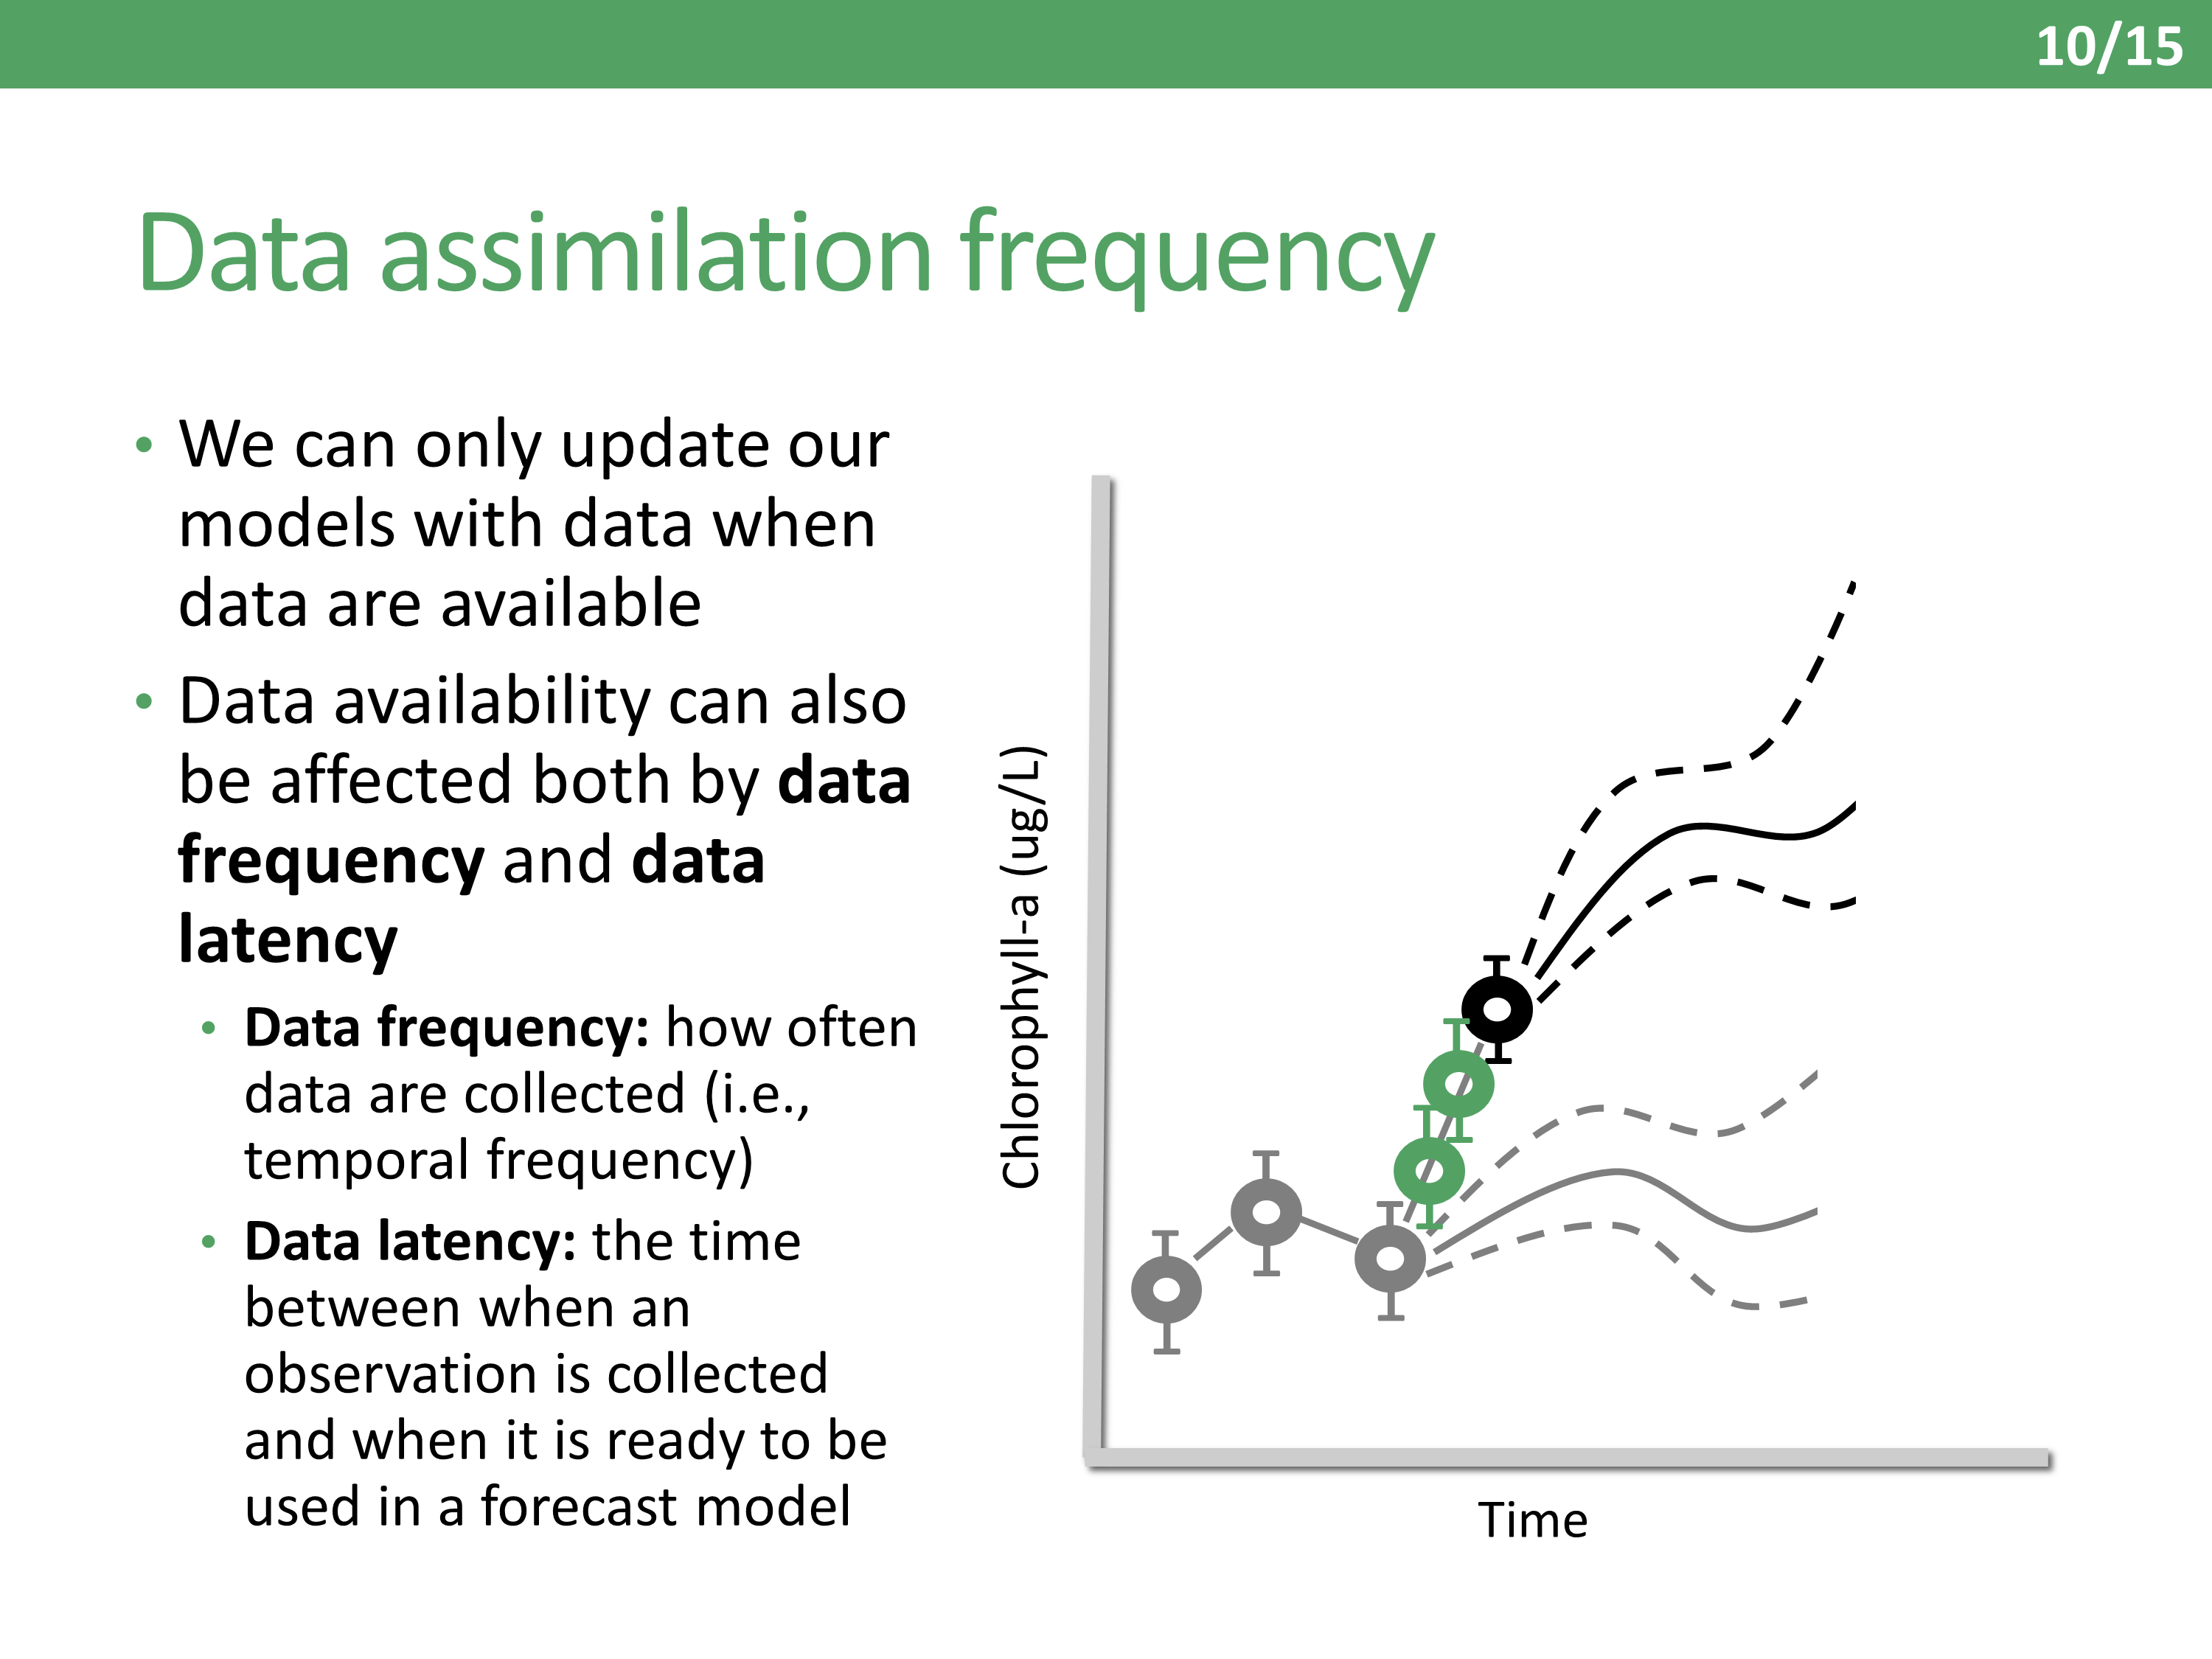 10/15
Data assimilation frequency
• We can only update our
models with data when
data are available
• Data availability can also
be affected both by data
frequency and data
latency
• Data frequency: how often
data are collected (i.e.,
temporal frequency)
• Data latency: the time
between when an
observation is collected
and when it is ready to be
used in a forecast model
Chlorophyll-a (ug/L)
Time